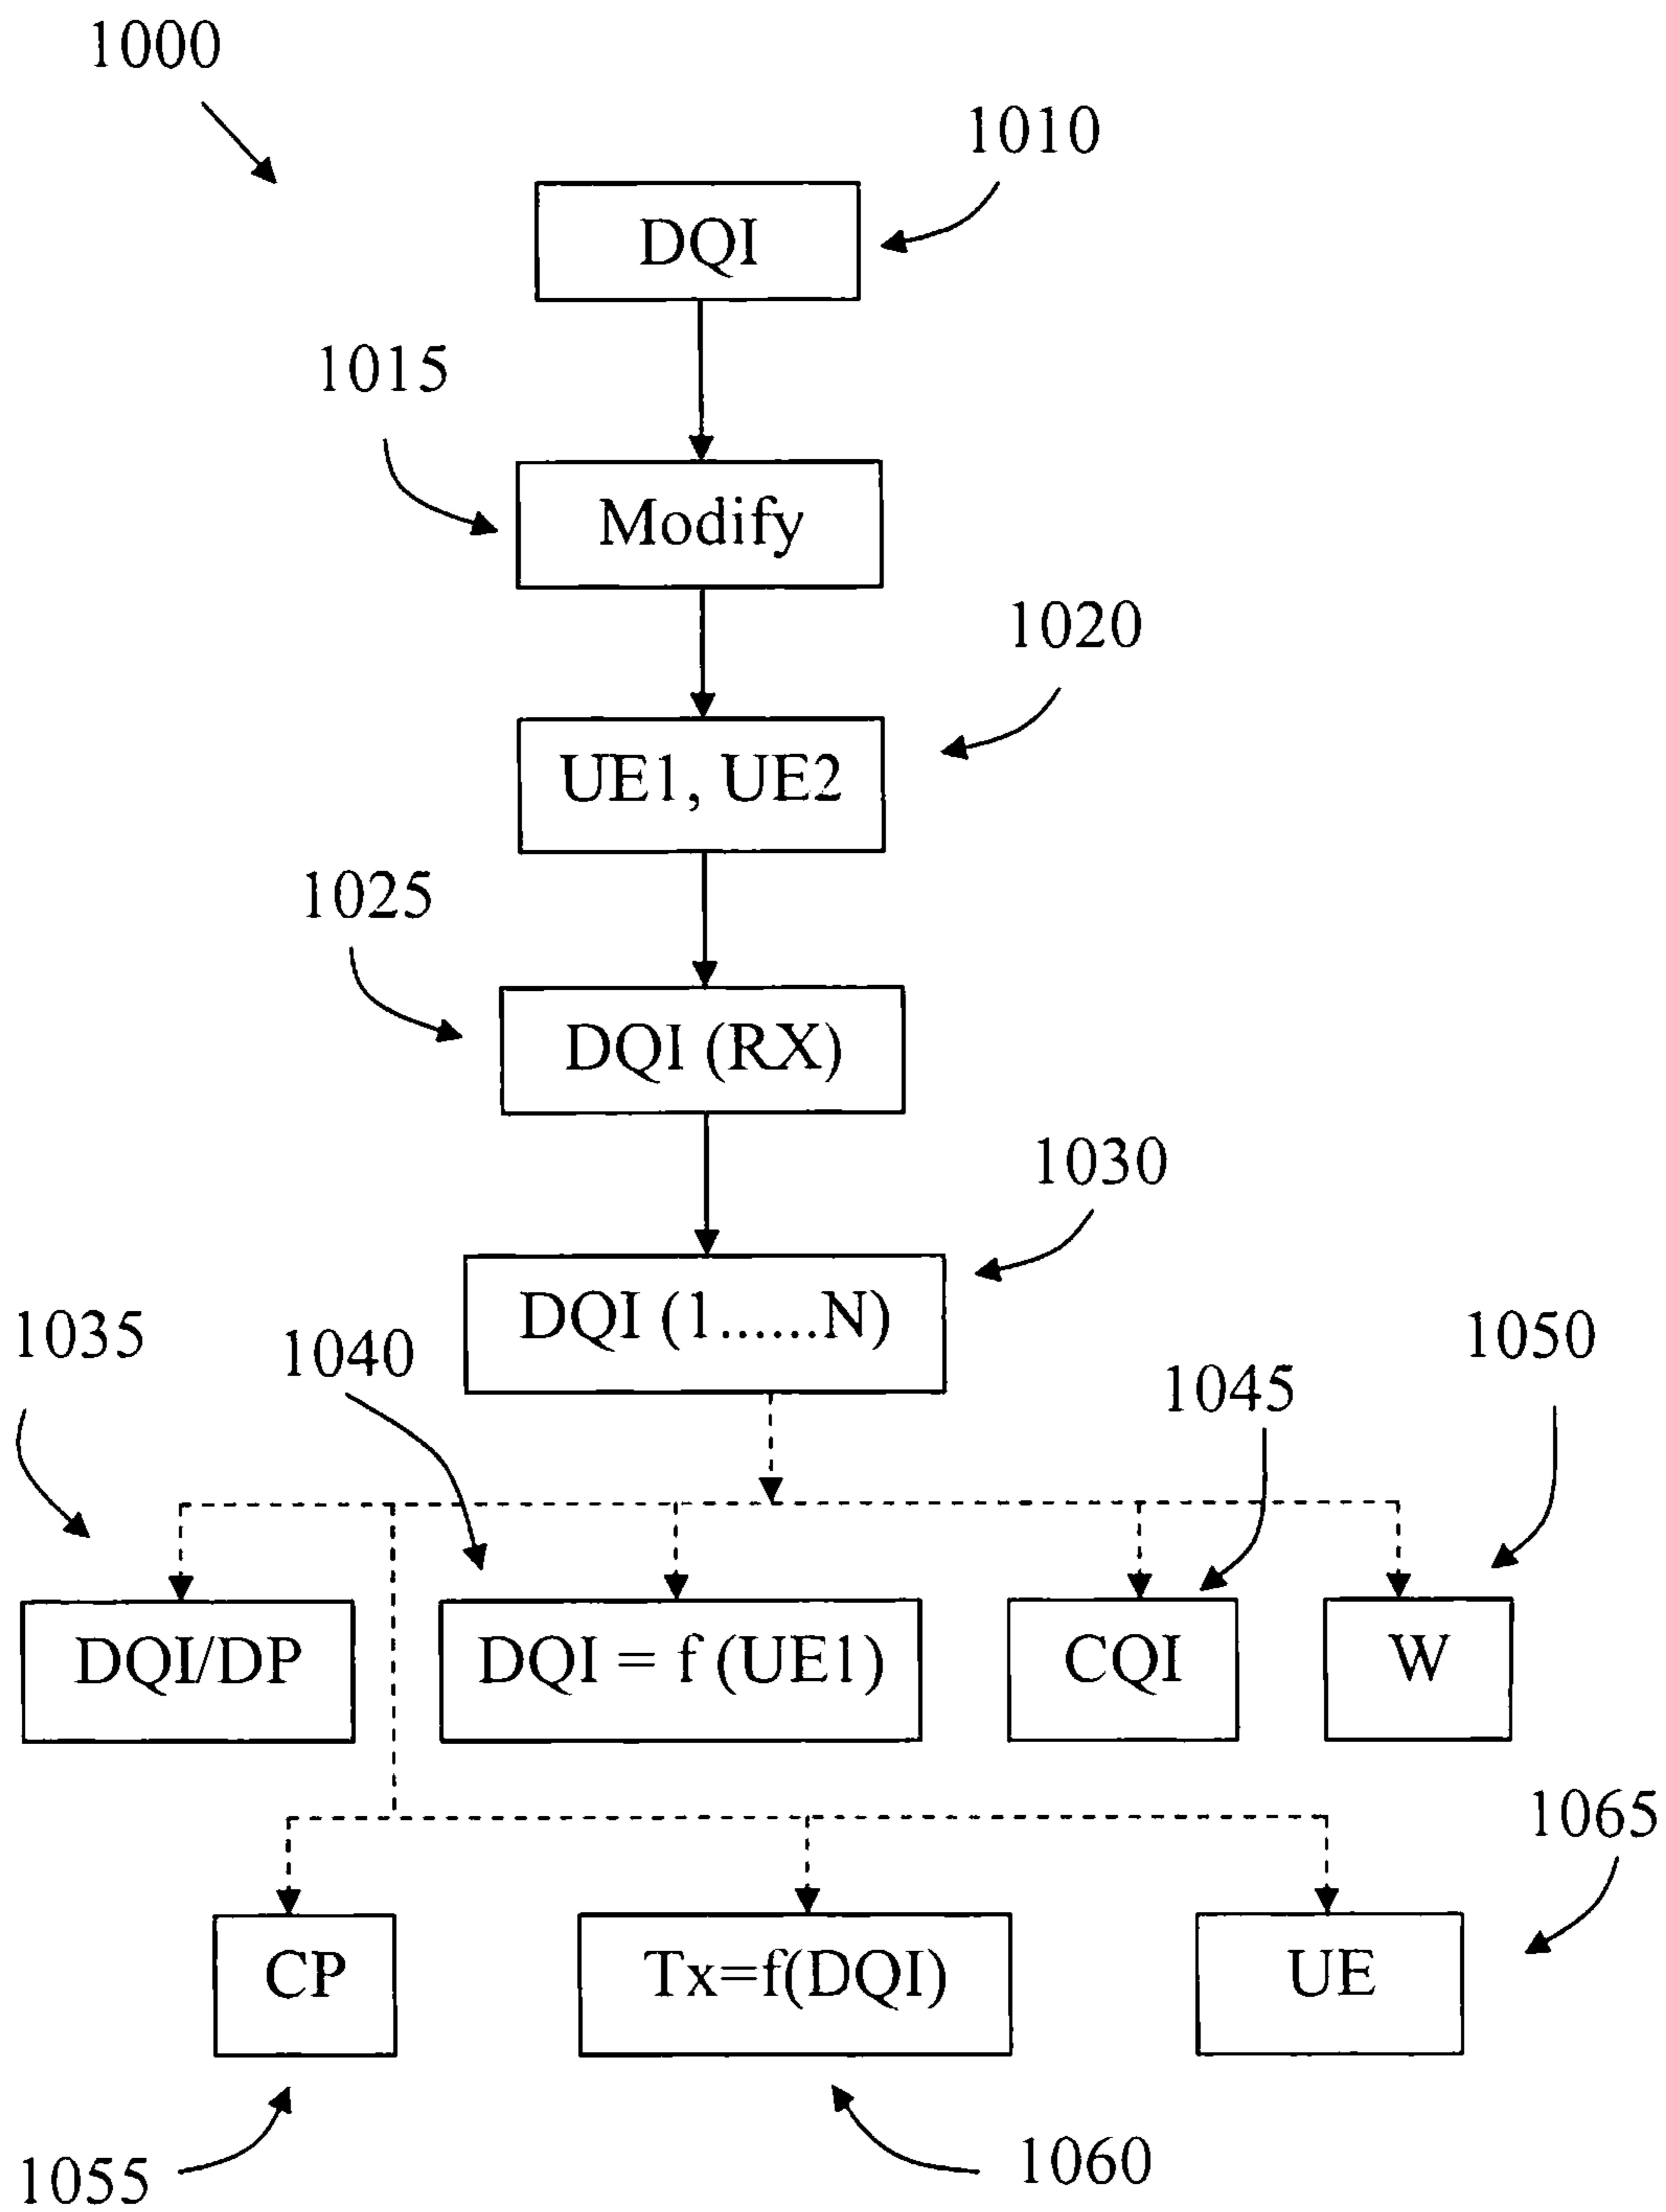 1000
1010
DQI
1015
Modify
1020
UE1, UE2
1025
DQI (RX)
1030
DQI (1......N)
1035
1040
1045
1050
DQI/DP
DQI = f (UE1)
CQI
W
1065
CP
Tx=f(DQI)
UE
1055
1060